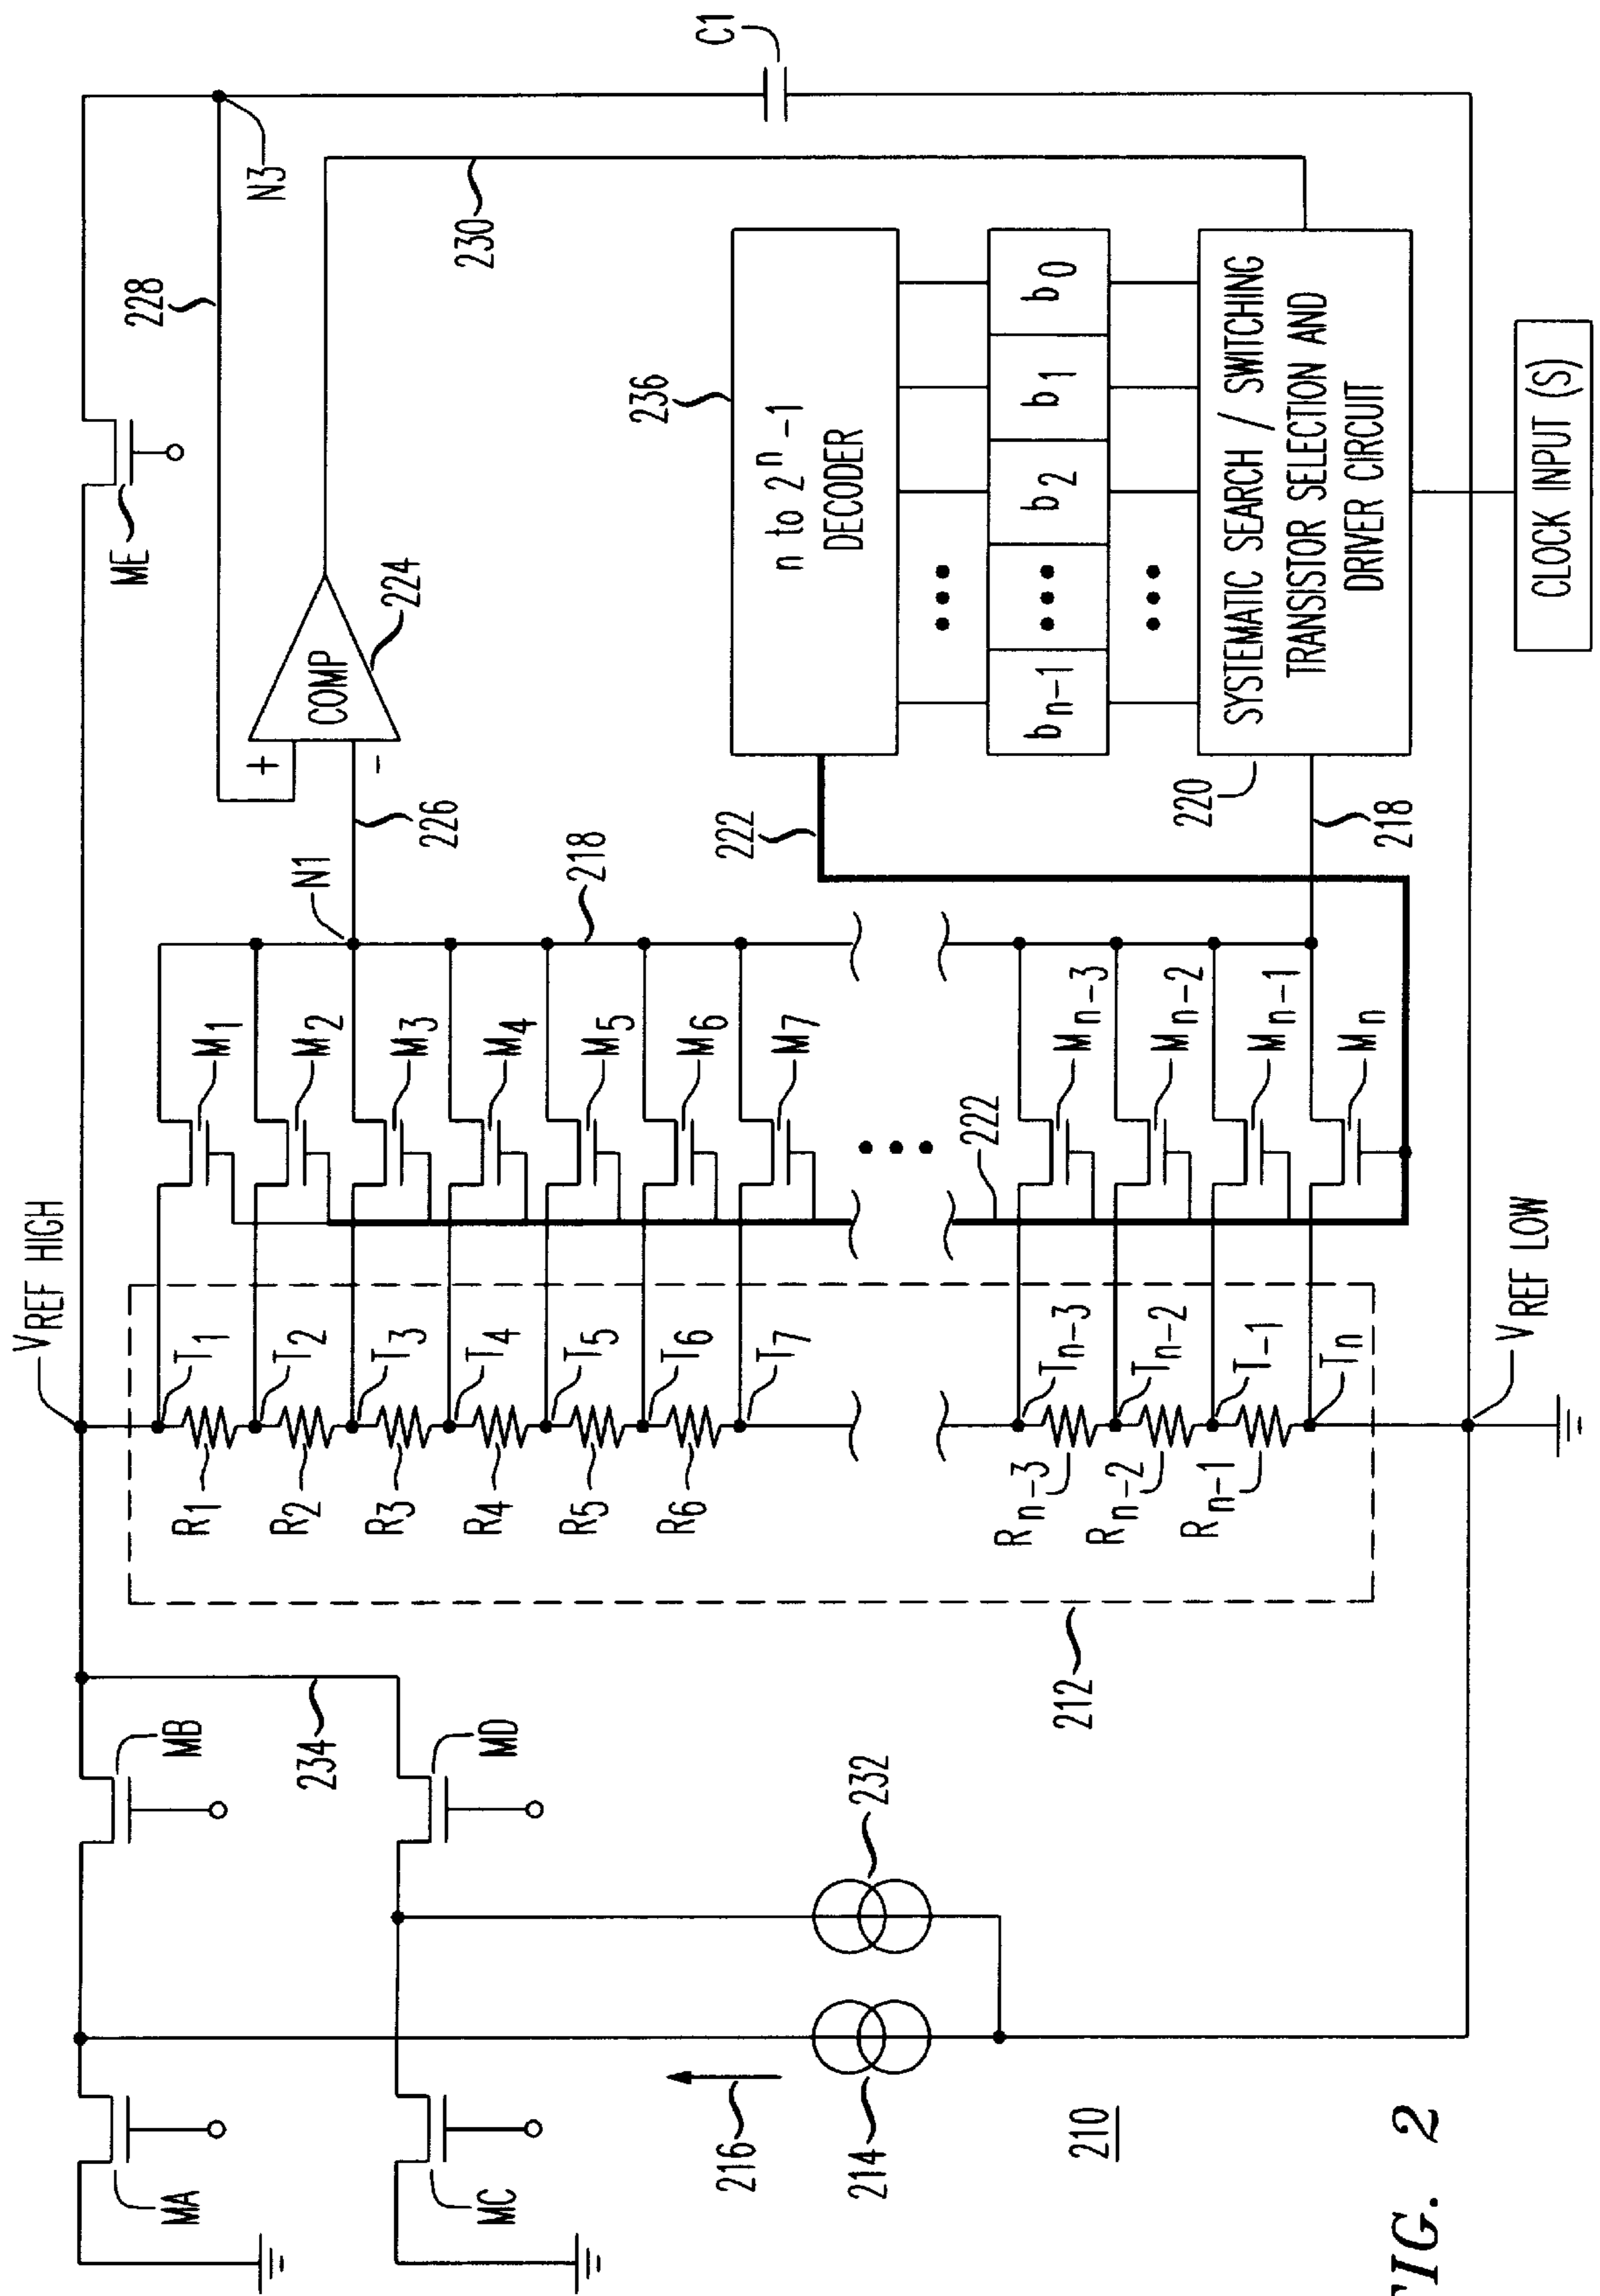 V REF HIGH
ME
228
N3
C1
MB
MA
234
MD
MC
232
214
216
210
212
R1
R2
R3
R4
R5
R6
Rn-3
Rn-2
Rn-1
T1
T2
T3
T4
T5
T6
T7
Tn-3
Tn-2
T-1
Tn
M1
M2
M3
M4
M5
M6
M7
Mn-3
Mn-2
Mn-1
Mn
222
N1
218
226
+
-
COMP
224
230
222
236
n to 2^n -1
DECODER
bn-1
b2
b1
b0
220
218
SYSTEMATIC SEARCH / SWITCHING
TRANSISTOR SELECTION AND
DRIVER CIRCUIT
CLOCK INPUT (S)
V REF LOW
FIG. 2